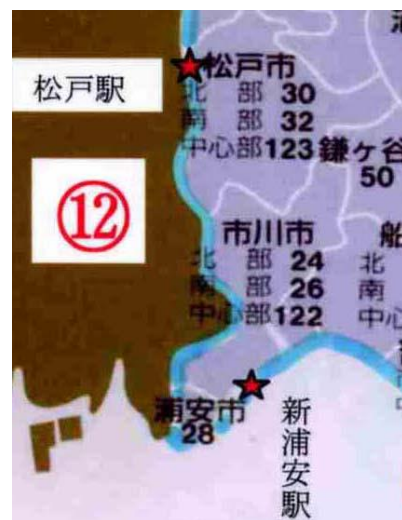 松戸駅
松戸市
北部 30
南部 32
中心部 123
鎌ヶ谷
50
⑫
市川市
北部 24
南部 26
中心部 122
船
北
南
中心
浦安市
28
新浦安駅